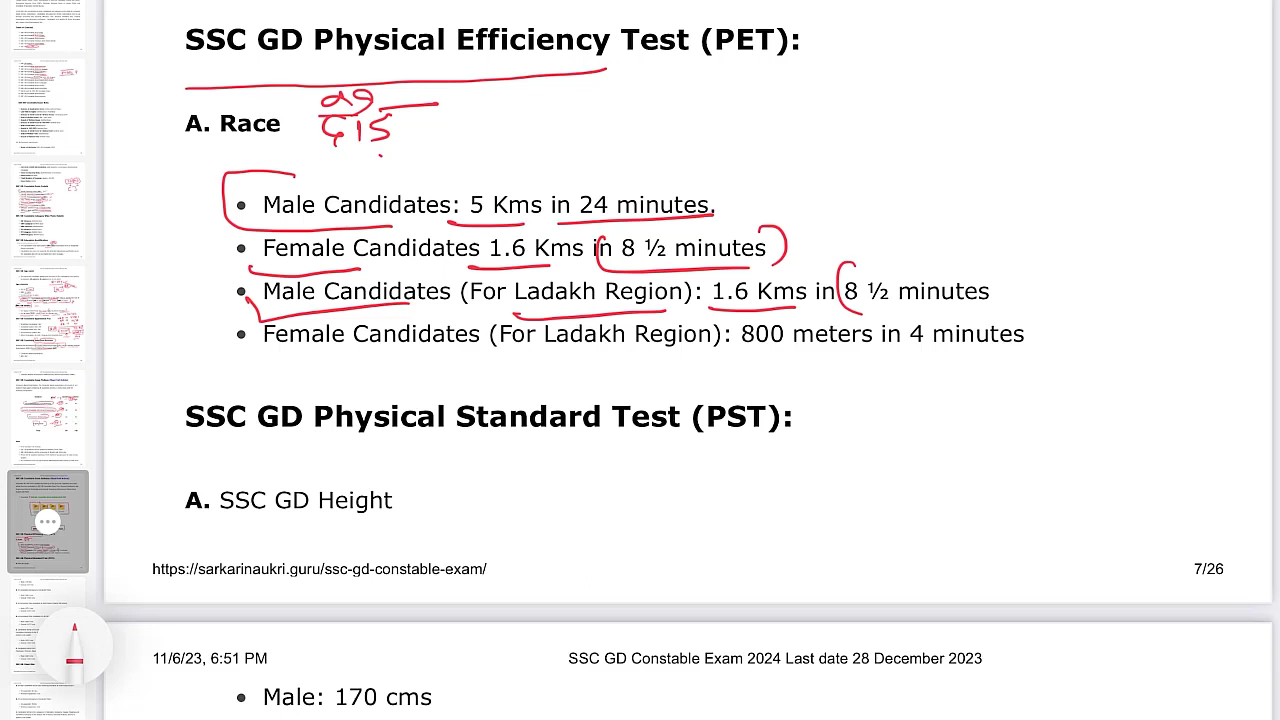 SSC GD Physical Efficiency Test (PET):
A. Race
Male Candidates: 5 Kms in 24 minutes.
Female Candidates: 1.6 Kms in 8 ½ minutes
Male Candidates (For Ladakh Region): 1.6 Kms in 8 ½ minutes
Female Candidates (For Ladakh Region): 800 meters in 4 minutes
SSC GD Physical Standard Test (PST):
A. SSC GD Height
https://sarkarinaukri.guru/ssc-gd-constable-exam/
7/26
6:51 PM
SSC GD Constable Exam 2024 Last date 28 December 2023
Male: 170 cms